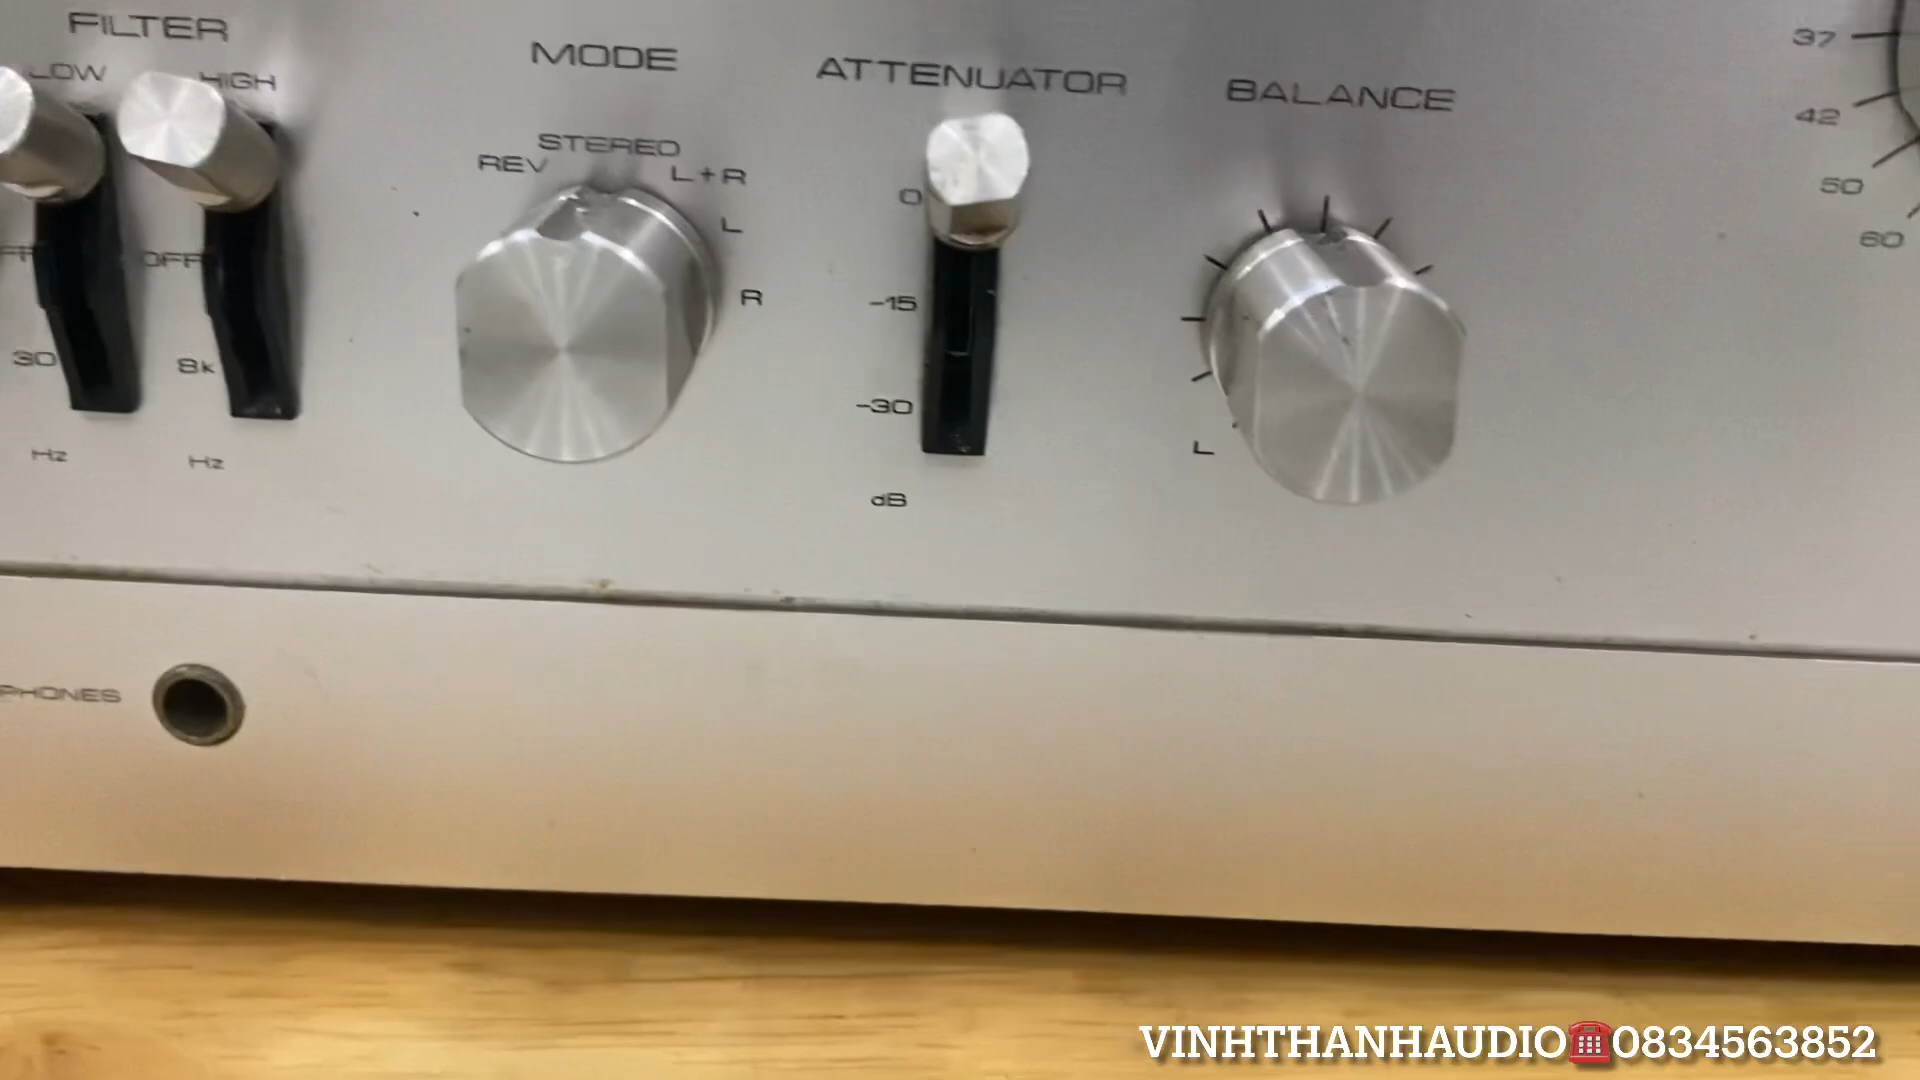 FILTER
LOW HIGH
OFF
30 8k
Hz Hz
MODE
REV STEREO L+R
L
R
ATTENUATOR
0
-15
-30
dB
BALANCE
L
37
42
50
60
PHONES
VINHTHANHAUDIO☎0834563852